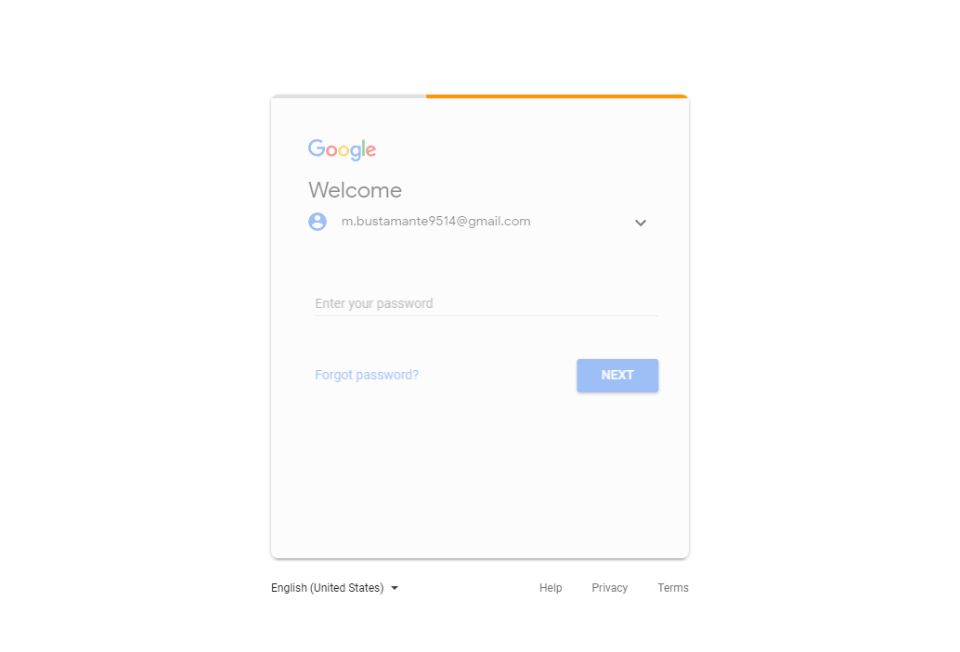 Google
Welcome
m.bustamante9514@gmail.com
Enter your password
Forgot password?
NEXT
English (United States)
Help
Privacy
Terms